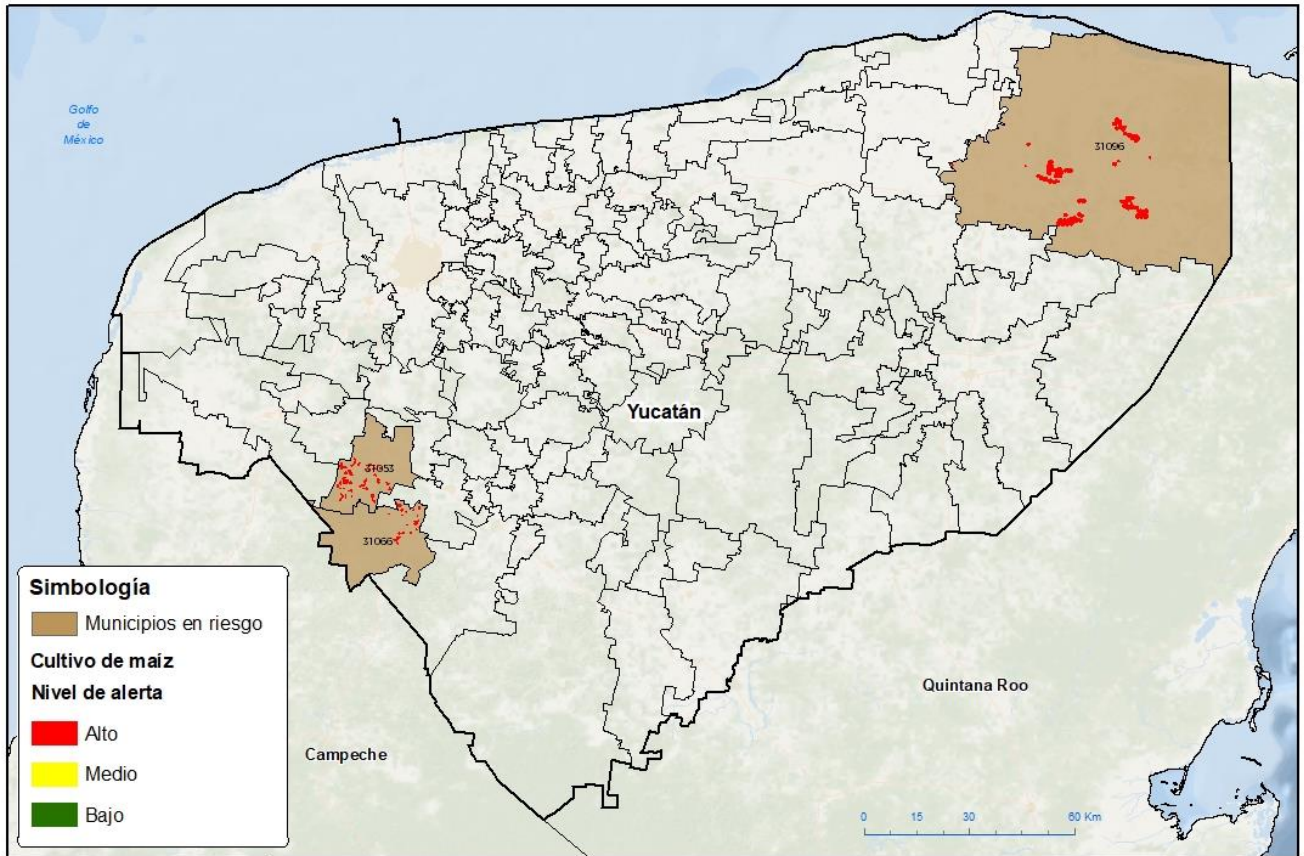 Golfo
de
México
31096
Yucatán
31053
31066
Quintana Roo
Campeche
Simbología
Municipios en riesgo
Cultivo de maíz
Nivel de alerta
Alto
Medio
Bajo
0 15 30 60 Km